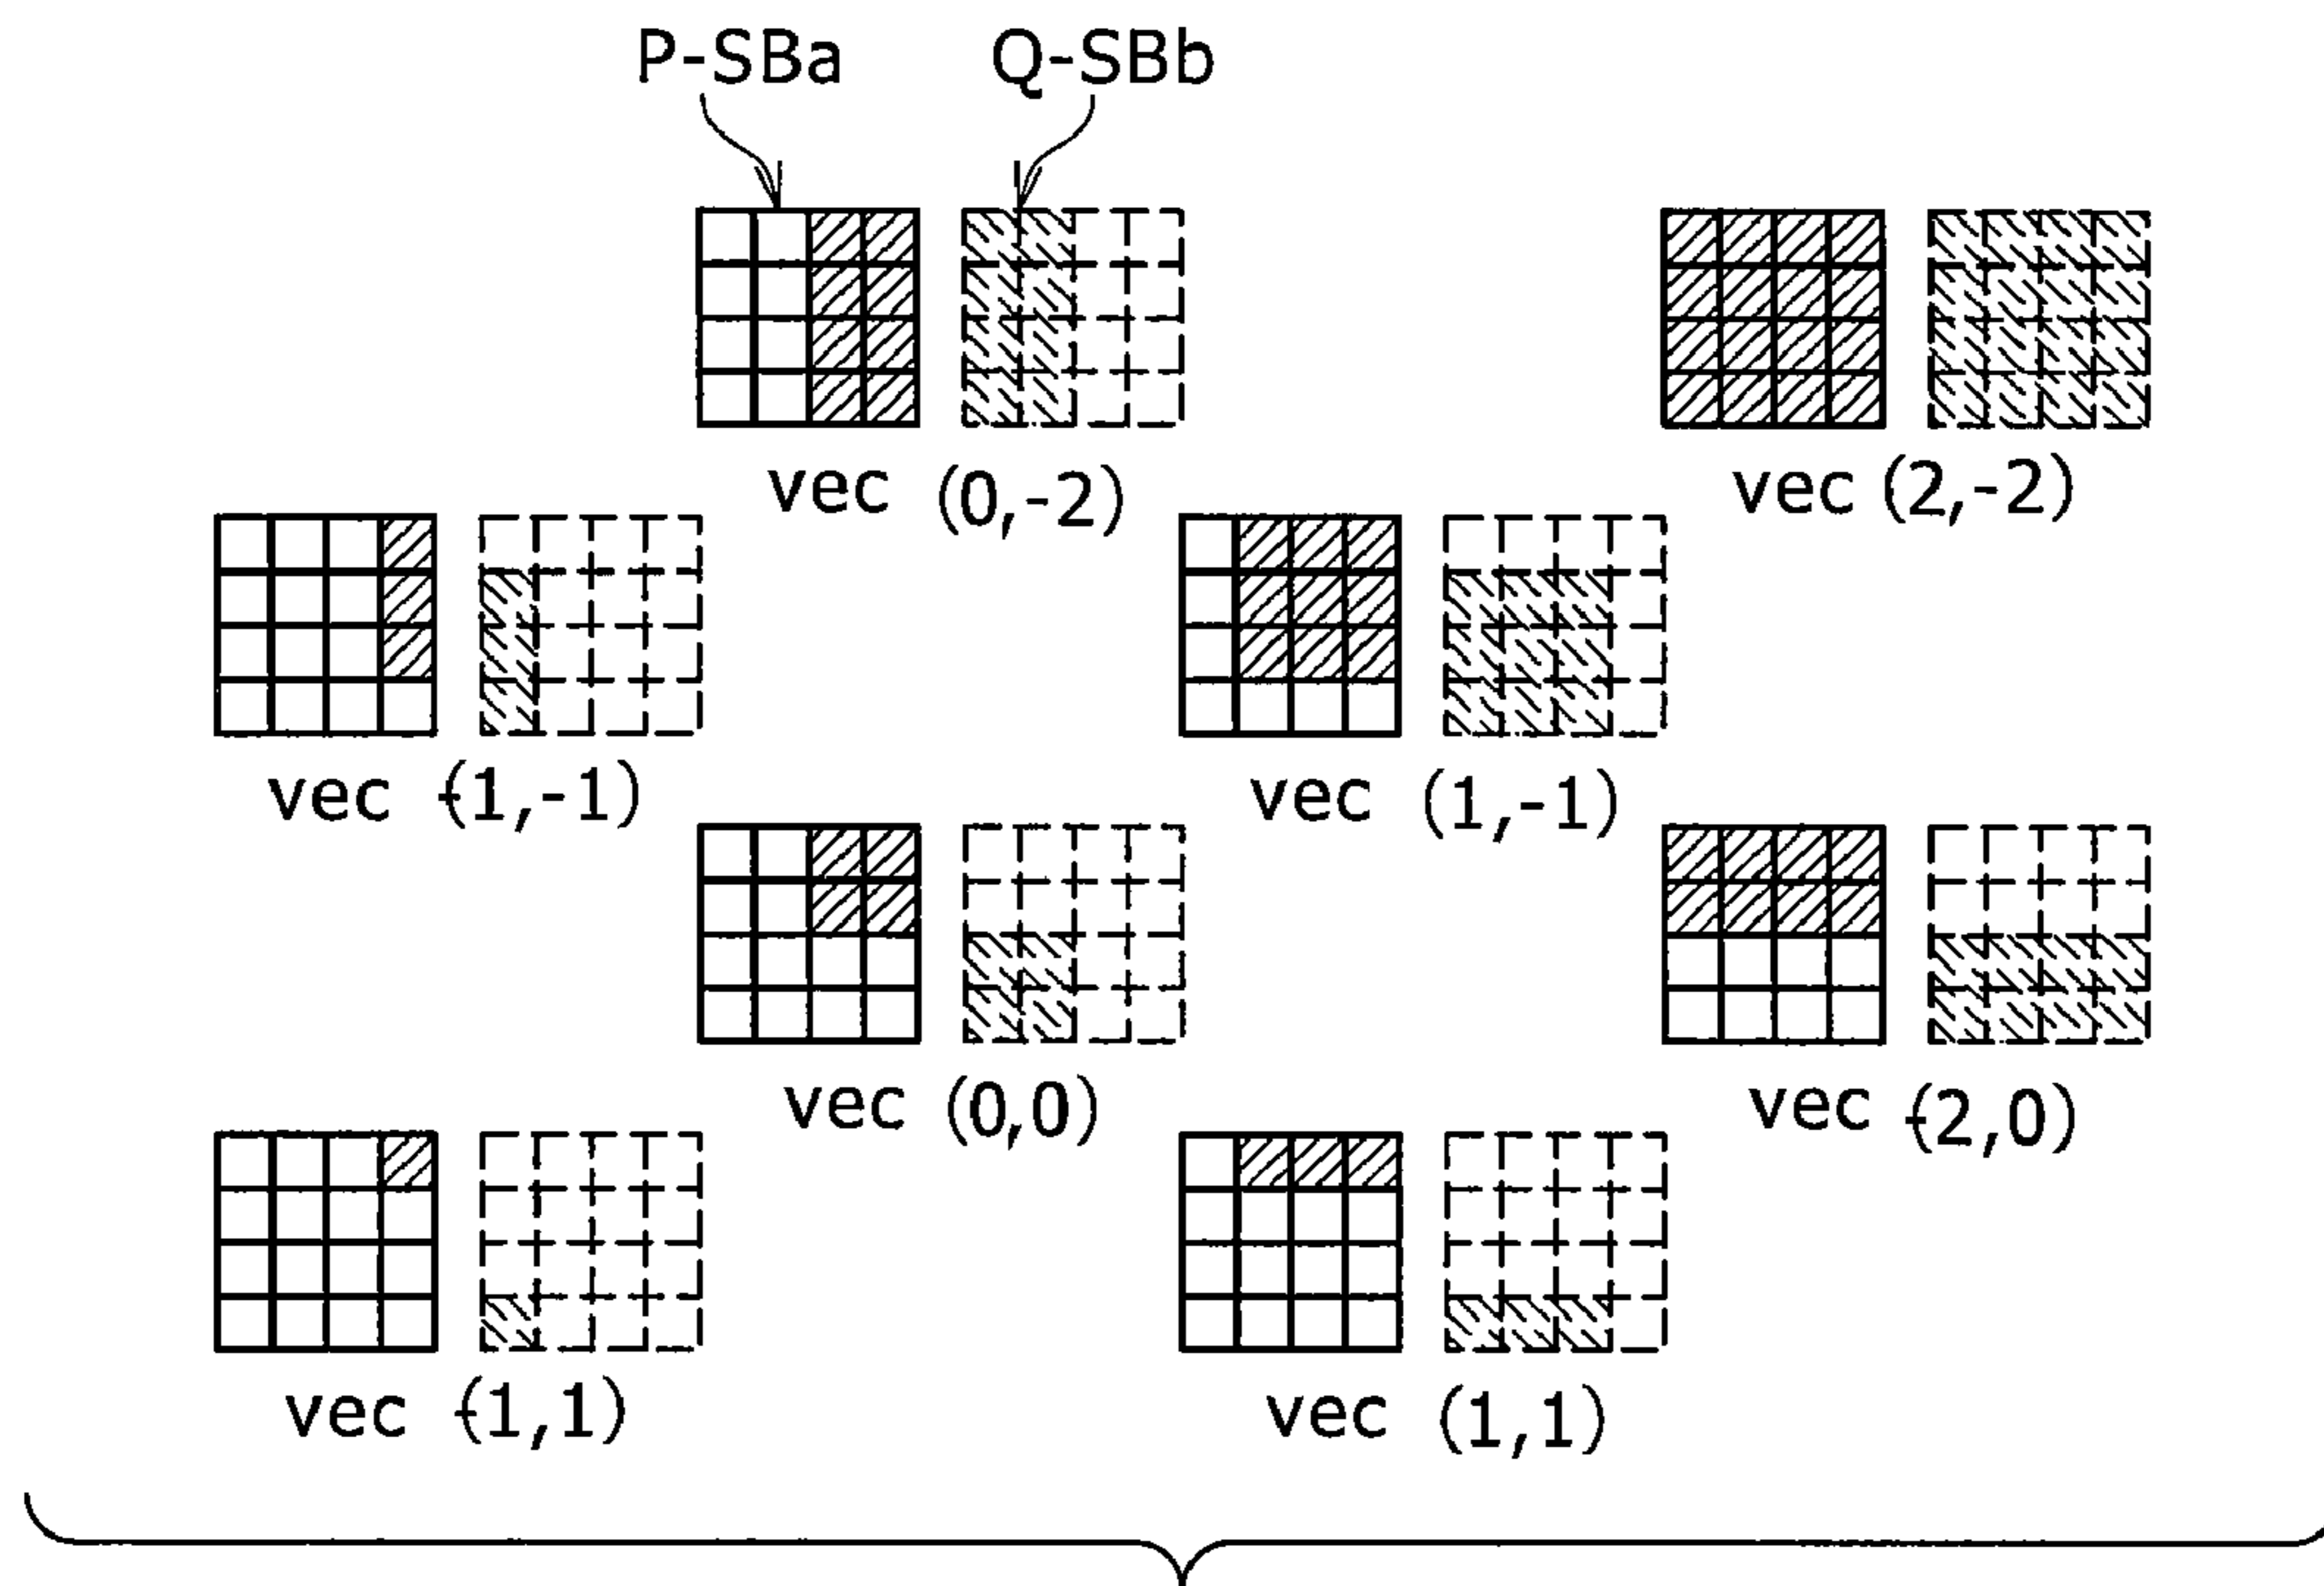 P-SBa Q-SBb
vec (0,-2) vec (2,-2)
vec (-1,-1) vec (1,-1)
vec (0,0) vec (-2,0)
vec (-1,1) vec (1,1)